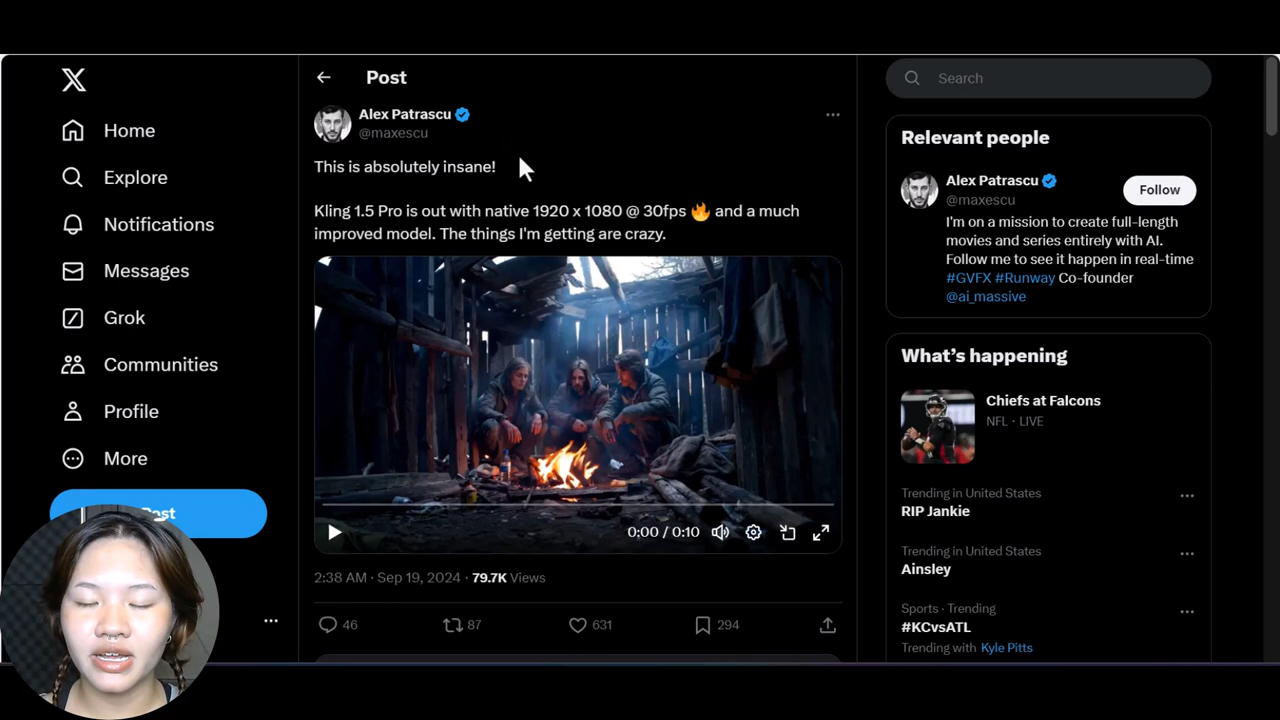 Post
Search
Alex Patrascu
@maxescu
Home
Explore
Notifications
Messages
Grok
Communities
Profile
More
Post
This is absolutely insane!
Kling 1.5 Pro is out with native 1920 x 1080 @ 30fps 🔥 and a much
improved model. The things I'm getting are crazy.
0:00 / 0:10
2:38 AM · Sep 19, 2024 · 79.7K Views
46 87 631 294
Relevant people
Alex Patrascu
@maxescu
Follow
I'm on a mission to create full-length
movies and series entirely with AI.
Follow me to see it happen in real-time
#GVFX #Runway Co-founder
@ai_massive
What's happening
Chiefs at Falcons
NFL · LIVE
Trending in United States
RIP Jankie
Trending in United States
Ainsley
Sports · Trending
#KCvsATL
Trending with Kyle Pitts